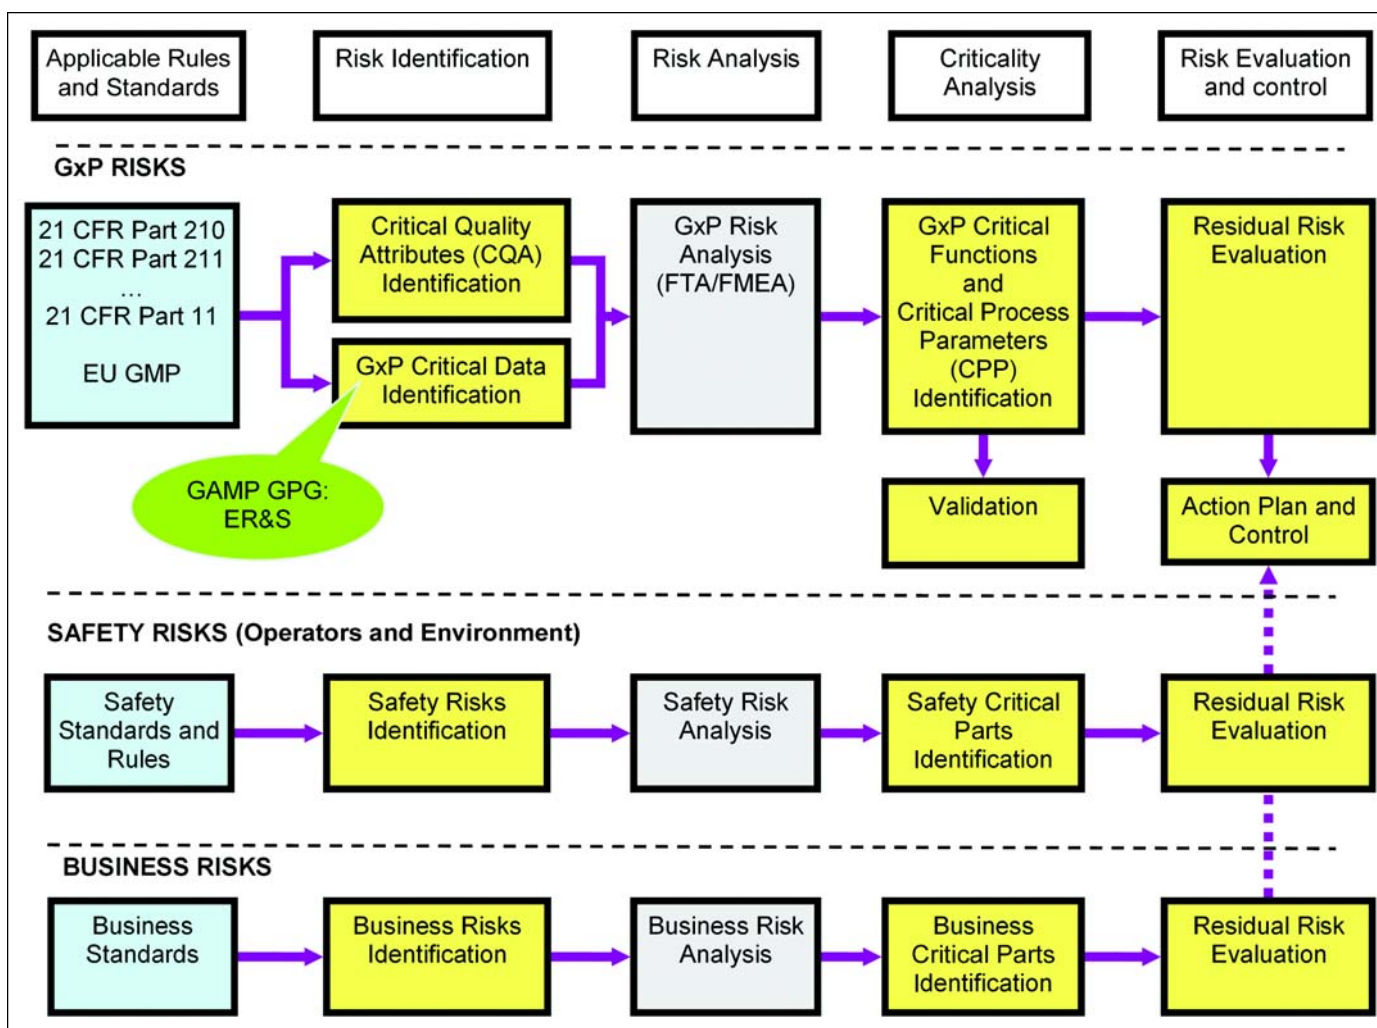 Applicable Rules
and Standards
Risk Identification
Risk Analysis
Criticality
Analysis
Risk Evaluation
and control
GxP RISKS
21 CFR Part 210
21 CFR Part 211
...
21 CFR Part 11
EU GMP
Critical Quality
Attributes (CQA)
Identification
GxP Critical Data
Identification
GAMP GPG:
ER&S
GxP Risk
Analysis
(FTA/FMEA)
GxP Critical
Functions
and
Critical Process
Parameters
(CPP)
Identification
Residual Risk
Evaluation
Validation
Action Plan and
Control
SAFETY RISKS (Operators and Environment)
Safety
Standards and
Rules
Safety Risks
Identification
Safety Risk
Analysis
Safety Critical
Parts
Identification
Residual Risk
Evaluation
BUSINESS RISKS
Business
Standards
Business Risks
Identification
Business Risk
Analysis
Business
Critical Parts
Identification
Residual Risk
Evaluation